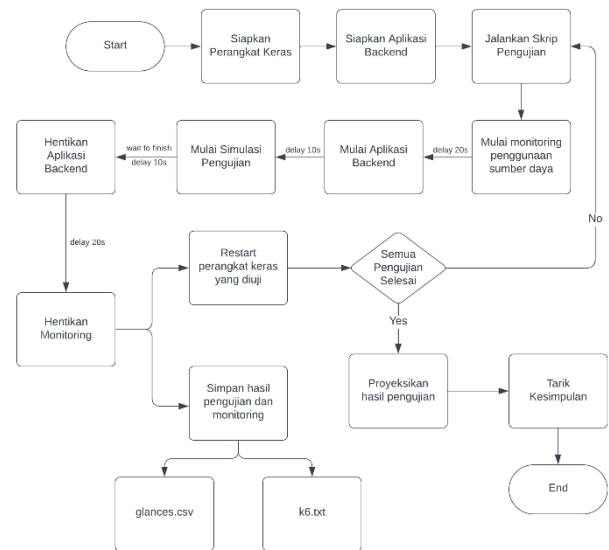 Start
Siapkan
Perangkat Keras
Siapkan Aplikasi
Backend
Jalankan Skrip
Pengujian
Hentikan
Aplikasi
Backend
wait to finish
delay 10s
Mulai Simulasi
Pengujian
delay 10s
Mulai Aplikasi
Backend
delay 20s
Mulai monitoring
penggunaan
sumber daya
delay 20s
No
Restart
perangkat keras
yang diuji
Semua
Pengujian
Selesai
Hentikan
Monitoring
Yes
Simpan hasil
pengujian dan
monitoring
Proyeksikan
hasil pengujian
Tarik
Kesimpulan
glances.csv
k6.txt
End